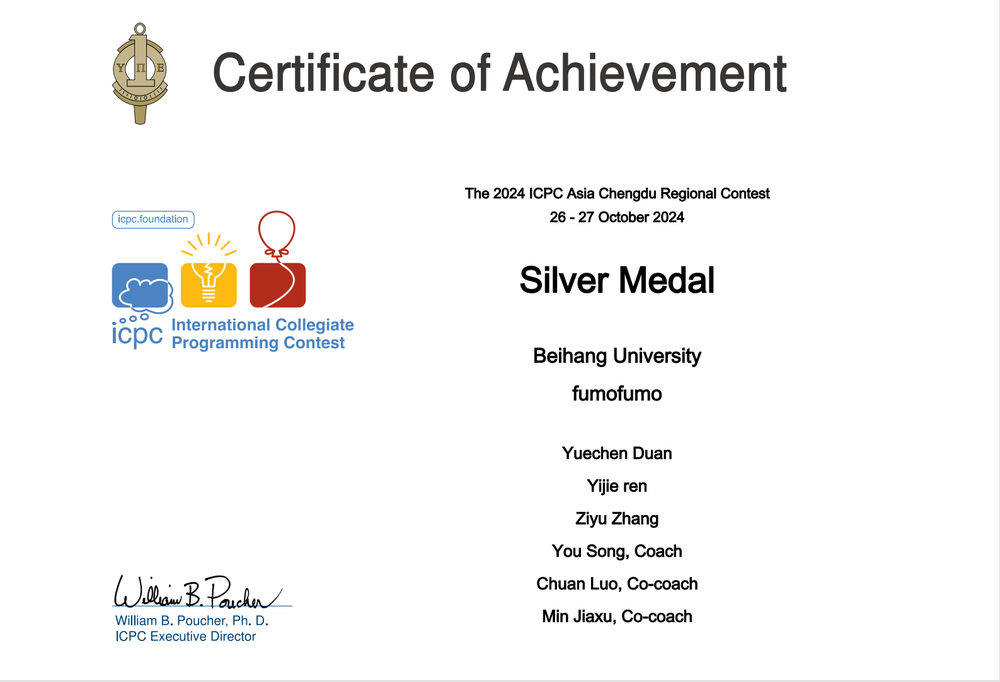 Υ Π Ε
Certificate of Achievement
The 2024 ICPC Asia Chengdu Regional Contest
26 - 27 October 2024
icpc.foundation
Silver Medal
icpc International Collegiate
Programming Contest
Beihang University
fumofumo
Yuechen Duan
Yijie ren
Ziyu Zhang
You Song, Coach
Chuan Luo, Co-coach
Min Jiaxu, Co-coach
William B. Poucher
William B. Poucher, Ph. D.
ICPC Executive Director